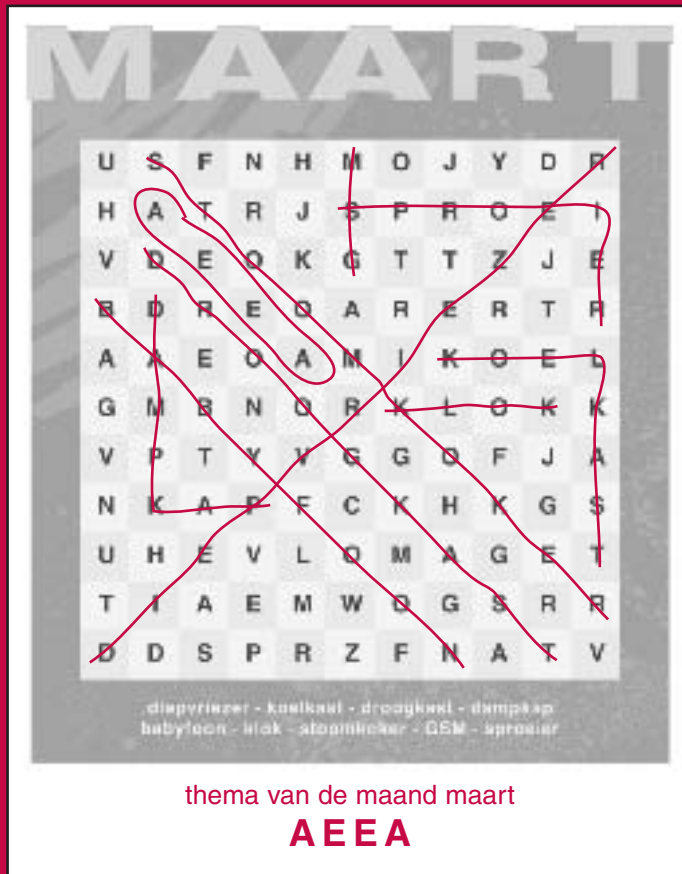 MAART
U S F N H M O J Y D R
H A T R J S P R O E I
V D E O K G T T Z J E
B D R E O A R E R T R
A A E O A M I K O E L
G M B N O R K L O K K
V P T Y V G G O F J A
N K A P F C K H K G S
U H E V L O M A G E T
T I A E M W O G S R R
D D S P R Z F N A T V
diepvriezer - koelkast - droogkast - dampkap
babyfoon - klok - stoomkoker - GSM - sproeier
thema van de maand maart
AEEA